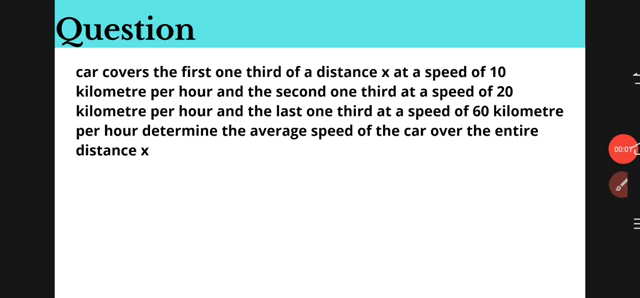 Question
car covers the first one third of a distance x at a speed of 10
kilometre per hour and the second one third at a speed of 20
kilometre per hour and the last one third at a speed of 60 kilometre
per hour determine the average speed of the car over the entire
distance x